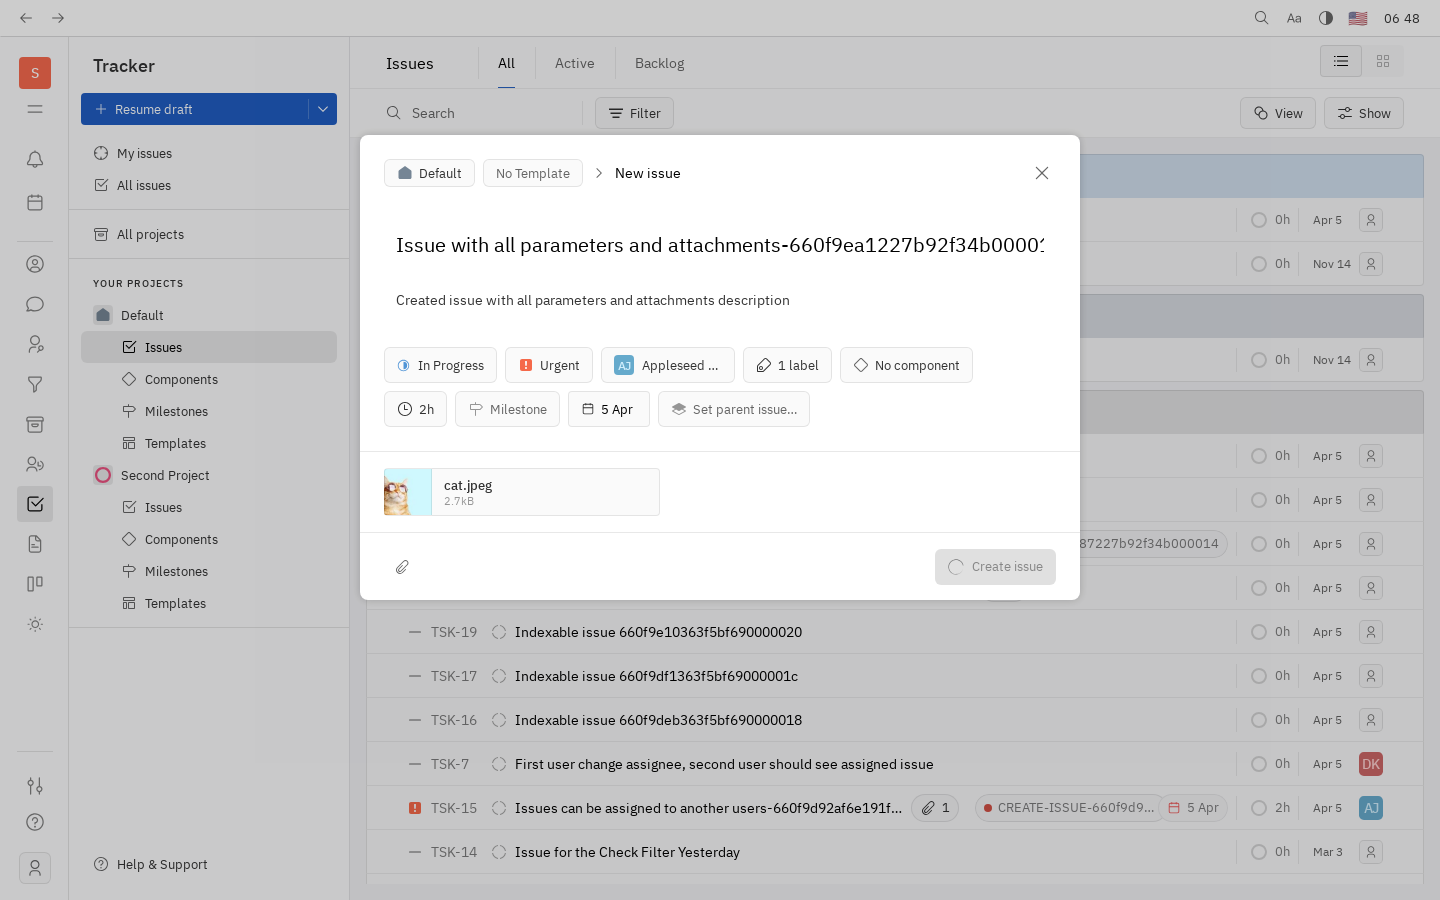 Aa
06 48
S
Tracker
Resume draft
My issues
All issues
All projects
YOUR PROJECTS
Default
Issues
Components
Milestones
Templates
Second Project
Issues
Components
Milestones
Templates
Help & Support
Issues
All
Active
Backlog
Search
Filter
View
Show
Default
No Template
New issue
Issue with all parameters and attachments-660f9ea1227b92f34b00001
Created issue with all parameters and attachments description
In Progress
Urgent
AJ Appleseed ...
1 label
No component
2h
Milestone
5 Apr
Set parent issue...
cat.jpeg
2.7kB
Create issue
0h Apr 5
0h Nov 14
0h Nov 14
0h Apr 5
0h Apr 5
87227b92f34b000014 0h Apr 5
0h Apr 5
TSK-19 Indexable issue 660f9e10363f5bf690000020 0h Apr 5
TSK-17 Indexable issue 660f9df1363f5bf69000001c 0h Apr 5
TSK-16 Indexable issue 660f9deb363f5bf690000018 0h Apr 5
TSK-7 First user change assignee, second user should see assigned issue 0h Apr 5 DK
TSK-15 Issues can be assigned to another users-660f9d92af6e191f... 1 CREATE-ISSUE-660f9d9... 5 Apr 2h Apr 5 AJ
TSK-14 Issue for the Check Filter Yesterday 0h Mar 3